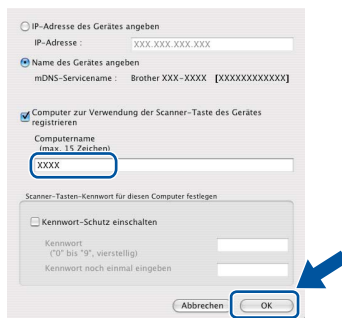 IP-Adresse des Gerätes angeben
IP-Adresse : XXX.XXX.XXX.XXX
Name des Gerätes angeben
mDNS-Servicename : Brother XXX-XXXX [XXXXXXXXXXXX]
Computer zur Verwendung der Scanner-Taste des Gerätes
registrieren
Computername
(max. 15 Zeichen)
XXXX
Scanner-Tasten-Kennwort für diesen Computer festlegen
Kennwort-Schutz einschalten
Kennwort
("0" bis "9", vierstellig)
Kennwort noch einmal eingeben
Abbrechen OK